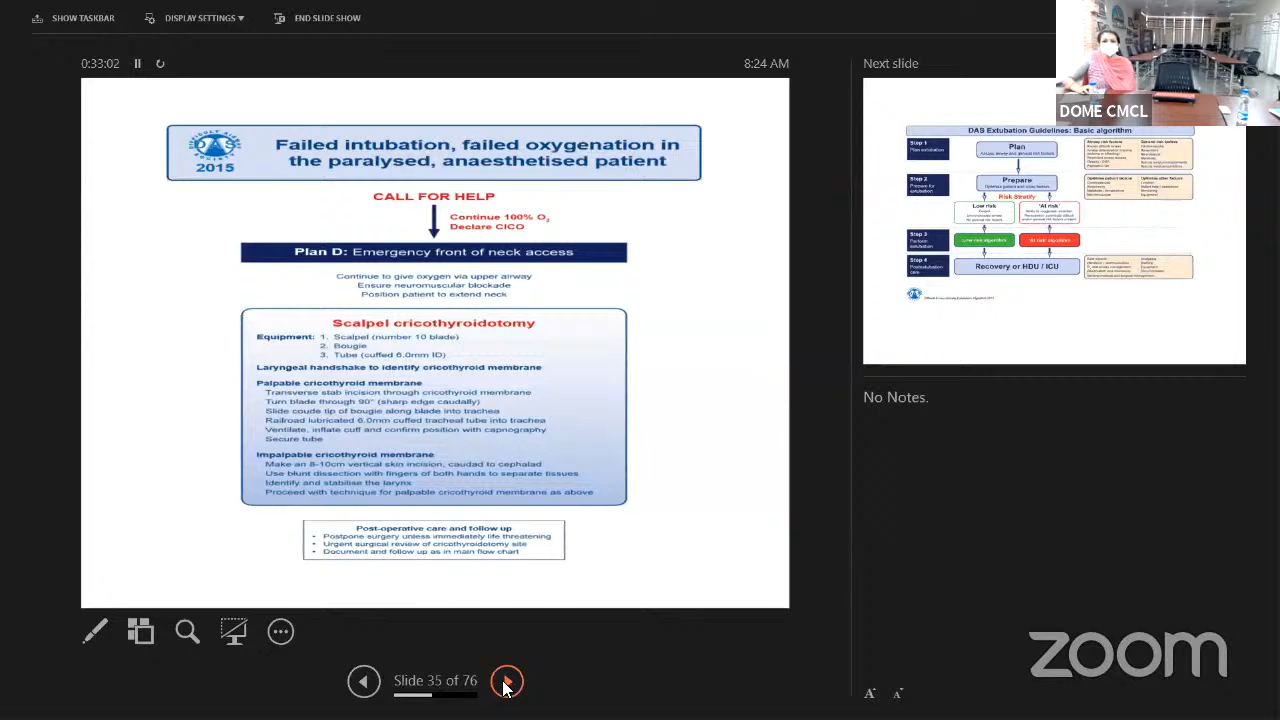 SHOW TASKBAR
DISPLAY SETTINGS ▼
END SLIDE SHOW
0:33:02
8:24 AM
2015
Failed intubation, failed oxygenation in
the paralysed, anaesthetised patient
CALL FOR HELP
Continue 100% O2
Declare CICO
Plan D: Emergency front of neck access
Continue to give oxygen via upper airway
Ensure neuromuscular blockade
Position patient to extend neck
Scalpel cricothyroidotomy
Equipment: 1. Scalpel (number 10 blade)
2. Bougie
3. Tube (cuffed 6.0mm ID)
Laryngeal handshake to identify cricothyroid membrane
Palpable cricothyroid membrane
Transverse stab incision through cricothyroid membrane
Turn blade through 90° (sharp edge caudally)
Slide coude tip of bougie along blade into trachea
Railroad lubricated 6.0mm cuffed tracheal tube into trachea
Ventilate, inflate cuff and confirm position with capnography
Secure tube
Impalpable cricothyroid membrane
Make an 8-10cm vertical skin incision, caudad to cephalad
Use blunt dissection with fingers of both hands to separate tissues
Identify and stabilise the larynx
Proceed with technique for palpable cricothyroid membrane as above
Post-operative care and follow up
• Postpone surgery unless immediately life threatening
• Urgent surgical review of cricothyroidotomy site
• Document and follow up as in main flow chart
Slide 35 of 76
Next slide
DOME CMCL
DAS Extubation Guidelines: Basic algorithm
Step 1
Plan extubation
Plan
Assess airway and general risk factors
Step 2
Prepare for extubation
Prepare
Optimise patient and other factors
Risk Stratify
Low risk
'At risk'
Step 3
Perform extubation
Low risk algorithm
'At risk' algorithm
Step 4
Postextubation care
Recovery or HDU / ICU
No Notes.
zoom
A
A